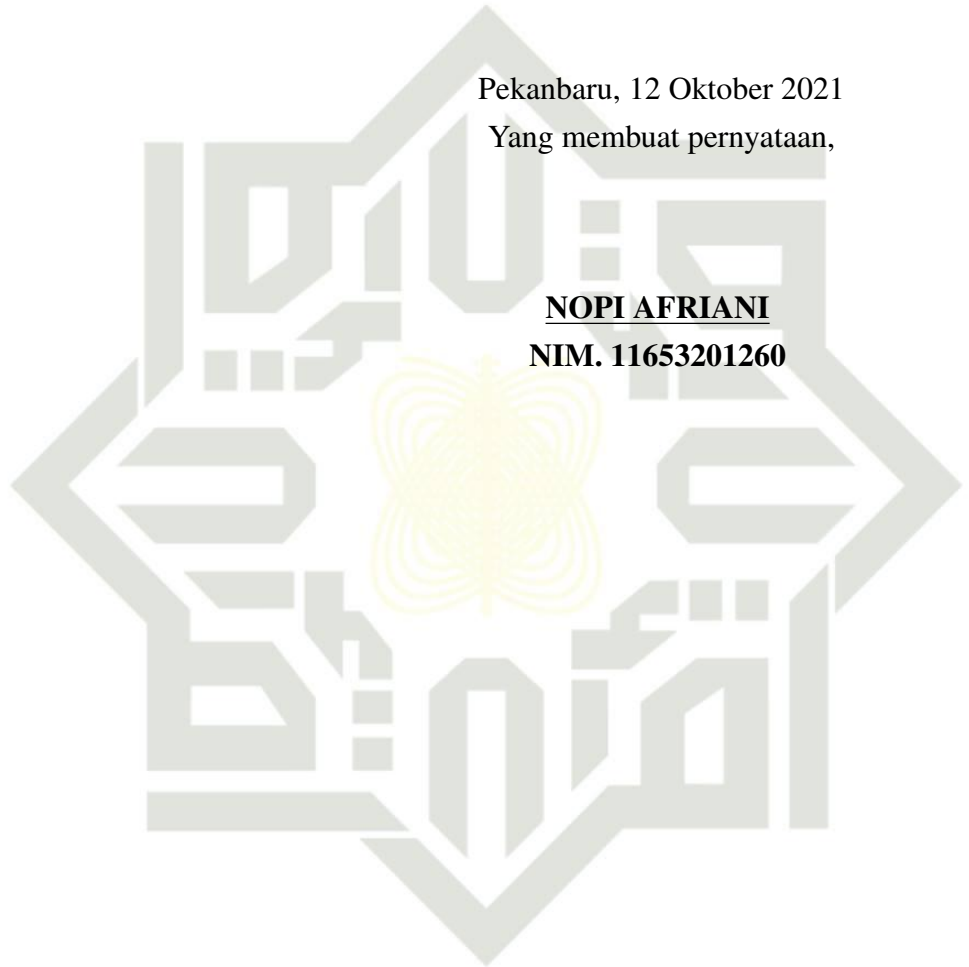 Pekanbaru, 12 Oktober 2021
Yang membuat pernyataan,
NOPI AFRIANI
NIM. 11653201260